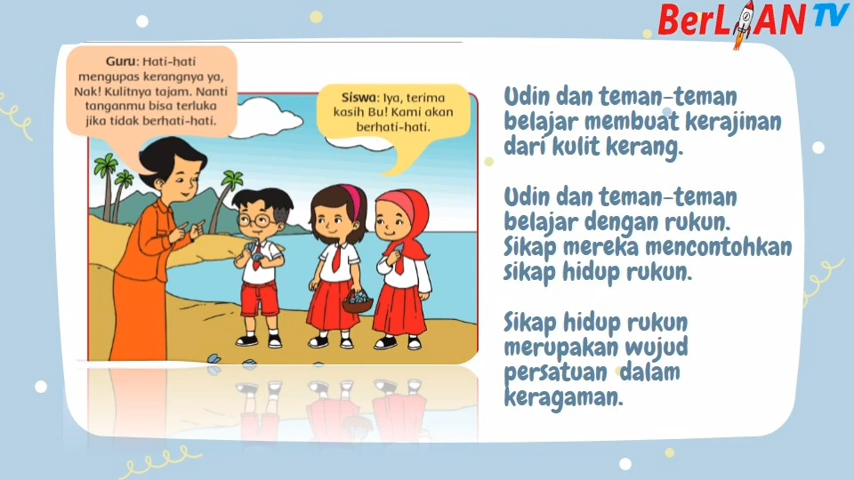 BerLIAN TV
Guru: Hati-hati
mengupas kerangnya ya,
Nak! Kulitnya tajam. Nanti
tanganmu bisa terluka
jika tidak berhati-hati.
Siswa: Iya, terima
kasih Bu! Kami akan
berhati-hati.
Udin dan teman-teman
belajar membuat kerajinan
dari kulit kerang.
Udin dan teman-teman
belajar dengan rukun.
Sikap mereka mencontohkan
sikap hidup rukun.
Sikap hidup rukun
merupakan wujud
persatuan dalam
keragaman.